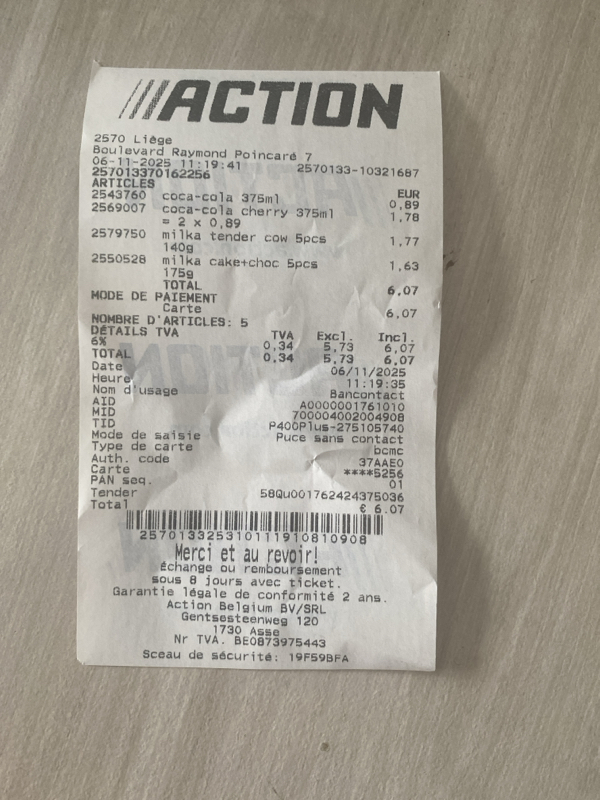 ACTION
2570 Liège
Boulevard Raymond Poincaré 7
06-11-2025 11:19:41 2570133-10321687
257013370162256
ARTICLES EUR
2543760 coca-cola 375ml 0,89
2569007 coca-cola cherry 375ml 1,78
= 2 x 0,89
2579750 milka tender cow 5pcs 1,77
140g
2550528 milka cake+choc 5pcs 1,63
175g
TOTAL 6,07
MODE DE PAIEMENT
Carte 6,07
NOMBRE D'ARTICLES: 5
DÉTAILS TVA TVA Excl. Incl.
6% 0,34 5,73 6,07
TOTAL 0,34 5,73 6,07
Date 06/11/2025
Heure 11:19:35
Nom d'usage Bancontact
AID A0000001761010
MID 700004002004908
TID P400Plus-275105740
Mode de saisie Puce sans contact
Type de carte bcmc
Auth. code 37AAE0
Carte ****5256
PAN seq. 01
Tender 58Qu001762424375036
Total € 6.07
2570133253101111910810908
Merci et au revoir!
échange ou remboursement
sous 8 jours avec ticket.
Garantie légale de conformité 2 ans.
Action Belgium BV/SRL
Gentsesteenweg 120
1730 Asse
Nr TVA. BE0873975443
Sceau de sécurité: 19F59BFA